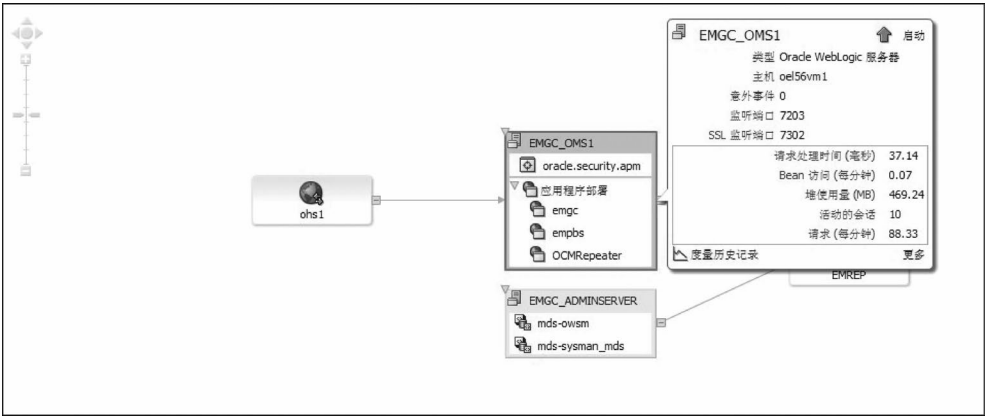 ohs1
EMGC_OMS1
oracle.security.apm
应用程序部署
emgc
empbs
OCMRepeater
EMGC_ADMINSERVER
mds-owsm
mds-sysman_mds
EMGC_OMS1 启动
类型 Oracle WebLogic 服务器
主机 oel56vm1
意外事件 0
监听端口 7203
SSL 监听端口 7302
请求处理时间 (毫秒) 37.14
Bean 访问 (每分钟) 0.07
堆使用量 (MB) 469.24
活动的会话 10
请求 (每分钟) 88.33
度量历史记录 更多
EMREP